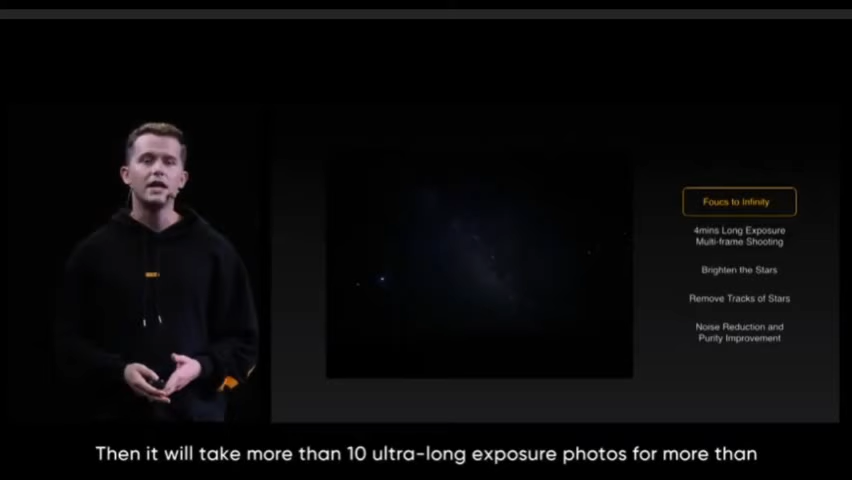 Foucs to Infinity
4mins Long Exposure
Multi-frame Shooting
Brighten the Stars
Remove Tracks of Stars
Noise Reduction and
Purity Improvement
Then it will take more than 10 ultra-long exposure photos for more than